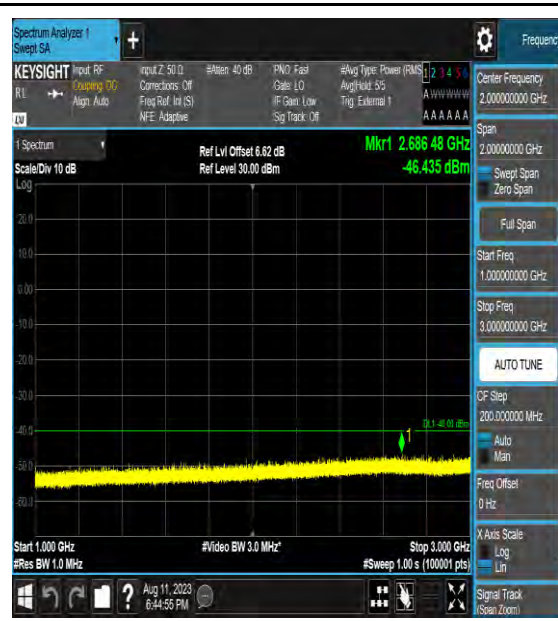 Spectrum Analyzer 1
Swept SA
Frequenc
KEYSIGHT
RL
Input: RF
Coupling: DC
Align: Auto
Input Z: 50 Ω
Corrections: Off
Freq Ref: Int (S)
NFE: Adaptive
#Atten: 40 dB
PNO: Fast
Gate: LO
IF Gain: Low
Sig Track: Off
#Avg Type: Power (RMS
Avg|Hold: 5/5
Trig: External 1
1 2 3 4 5 6
A W W W W W
A A A A A A
1 Spectrum
Scale/Div 10 dB
Log
Ref Lvl Offset 6.62 dB
Ref Level 30.00 dBm
Mkr1 2.686 48 GHz
-46.435 dBm
20.0
10.0
0.00
-10.0
-20.0
-30.0
-40.0
-50.0
-60.0
1
Start 1.000 GHz
#Res BW 1.0 MHz
#Video BW 3.0 MHz*
Stop 3.000 GHz
#Sweep 1.00 s (100001 pts)
?
Aug 11, 2023
6:44:55 PM
Center Frequency
2.000000000 GHz
Span
2.00000000 GHz
Swept Span
Zero Span
Full Span
Start Freq
1.000000000 GHz
Stop Freq
3.000000000 GHz
AUTO TUNE
CF Step
200.000000 MHz
Auto
Man
Freq Offset
0 Hz
X Axis Scale
Log
Lin
Signal Track
(Span Zoom)